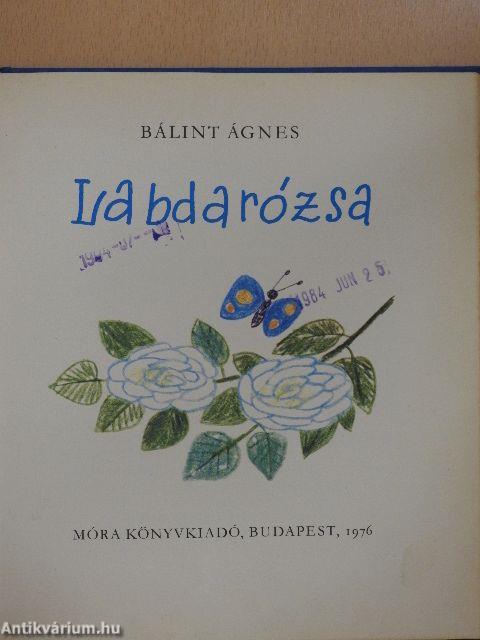 BÁLINT ÁGNES
Labdarózsa
1984 JUN 25.
MÓRA KÖNYVKIADÓ, BUDAPEST, 1976
Antikvárium.hu